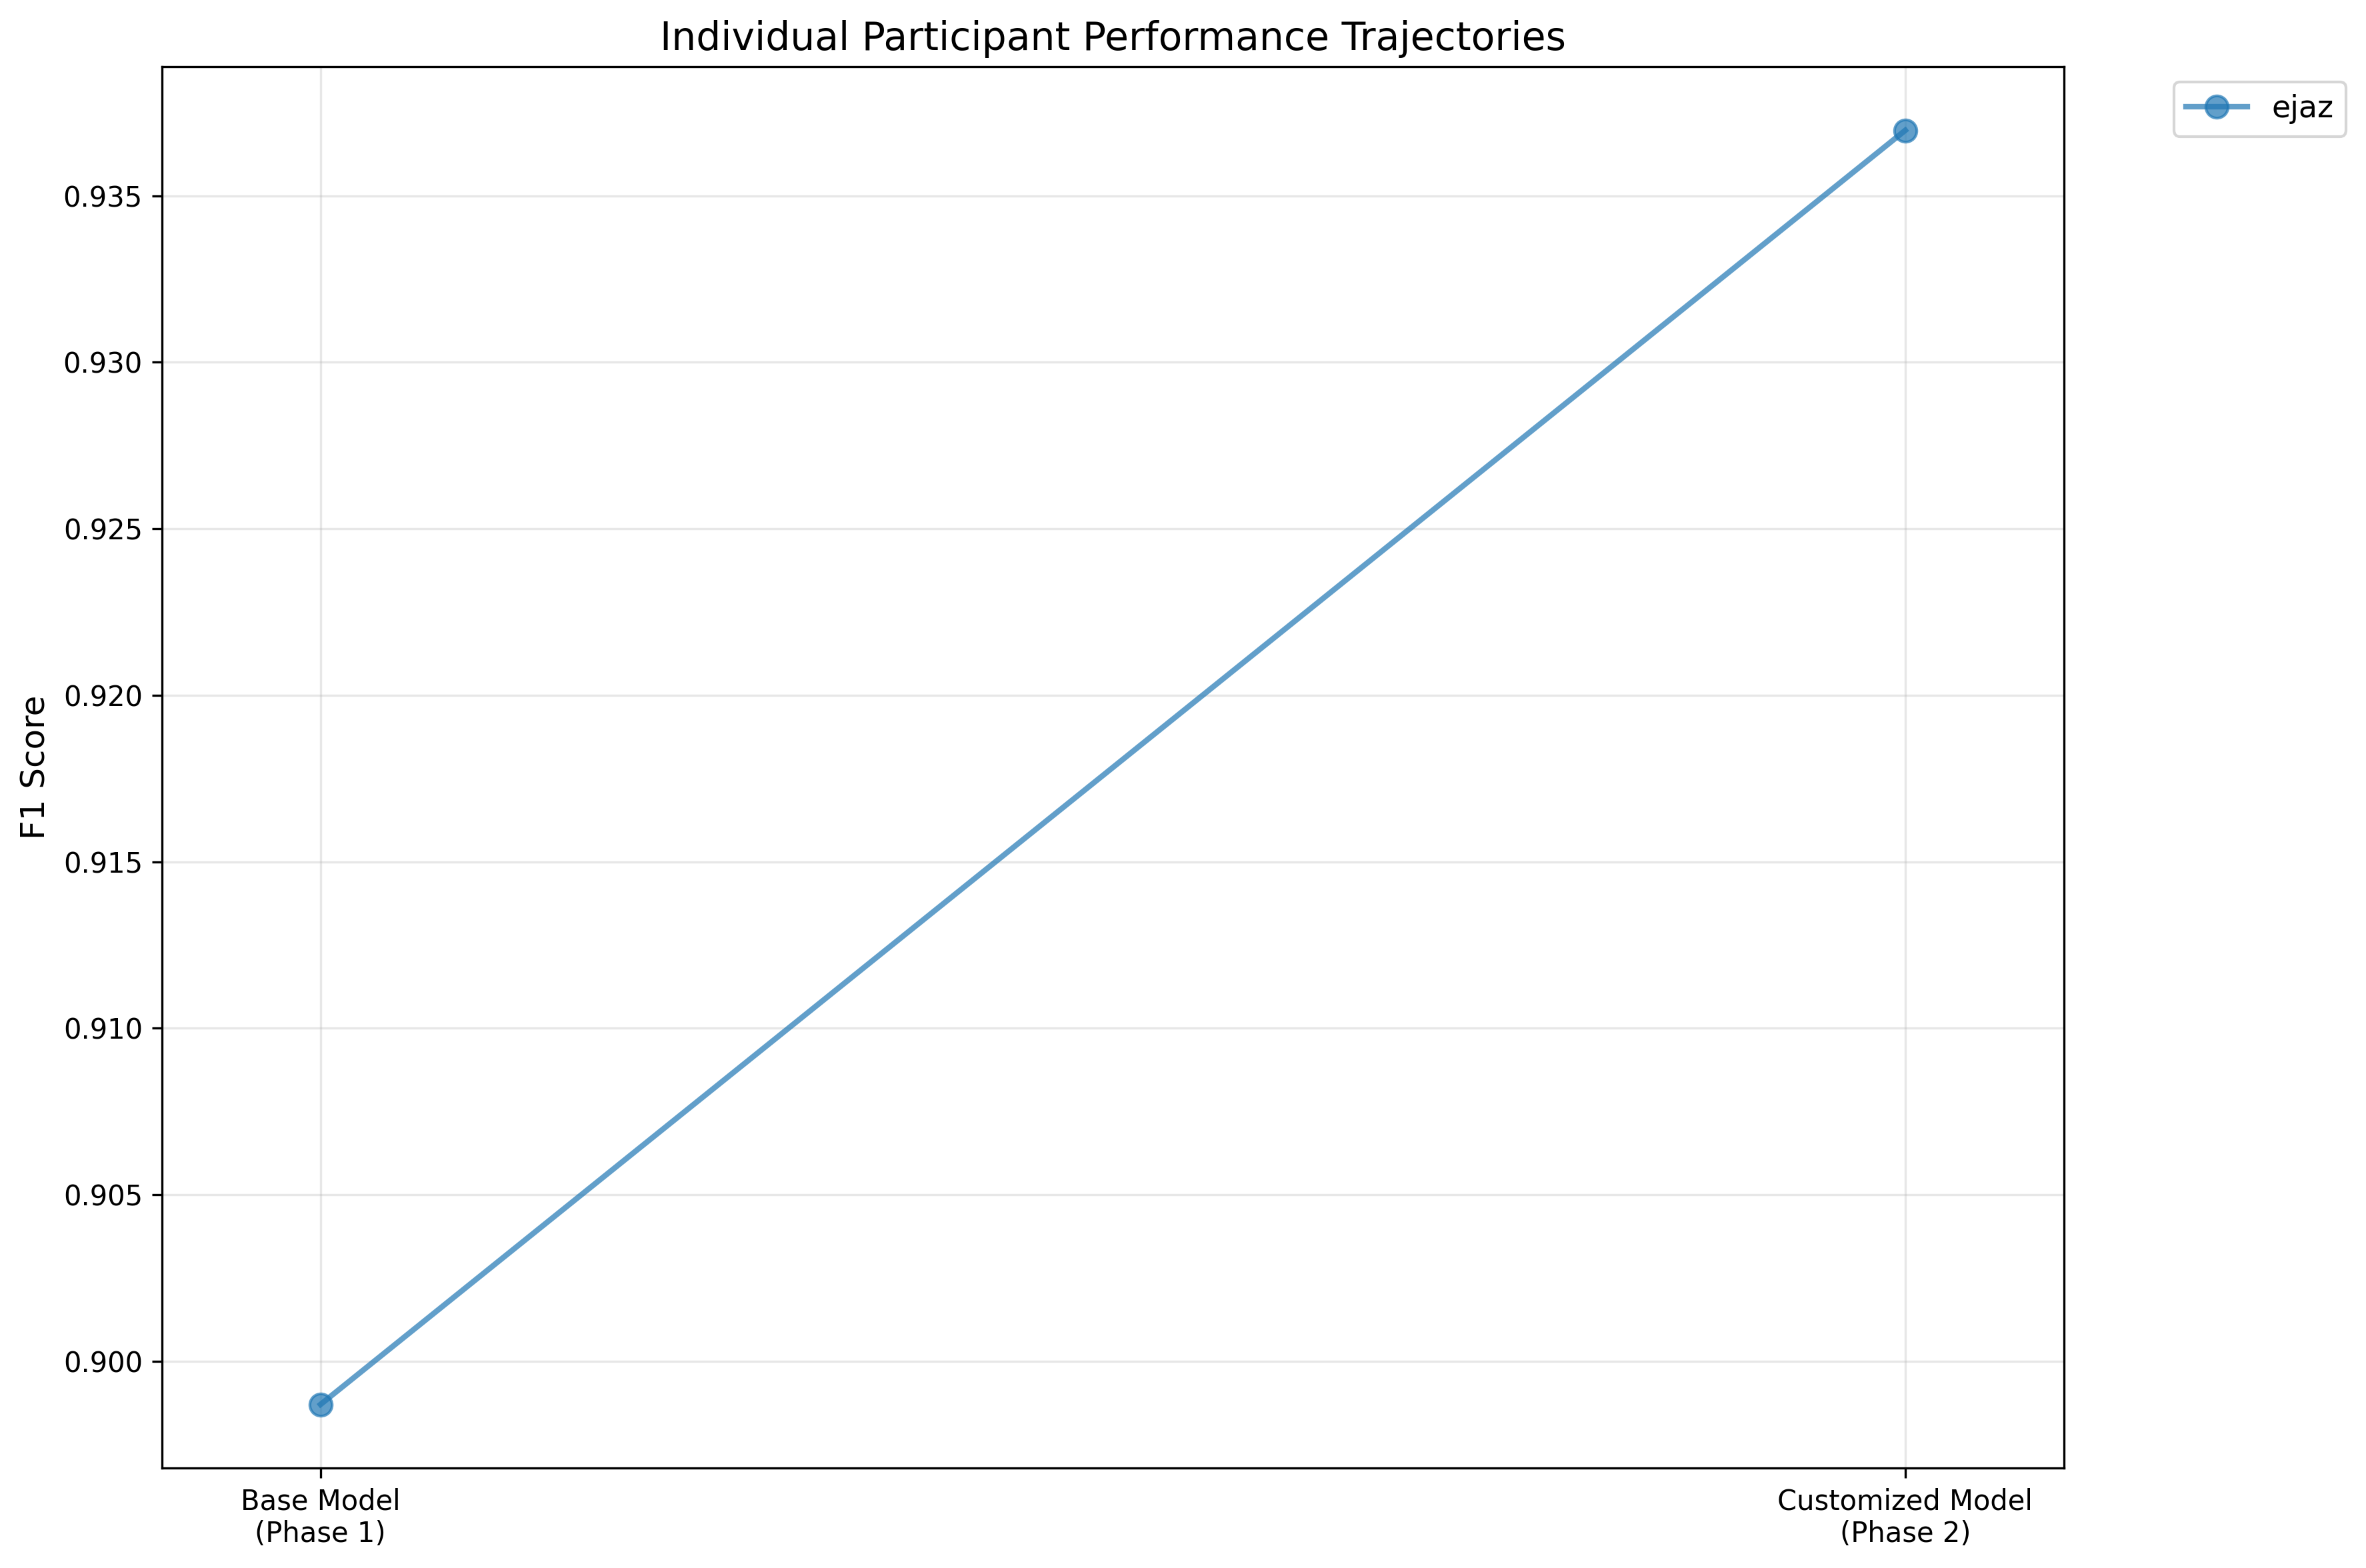 Individual Participant Performance Trajectories
ejaz
0.935
0.930
0.925
0.920
0.915
0.910
0.905
0.900
F1 Score
Base Model
(Phase 1)
Customized Model
(Phase 2)